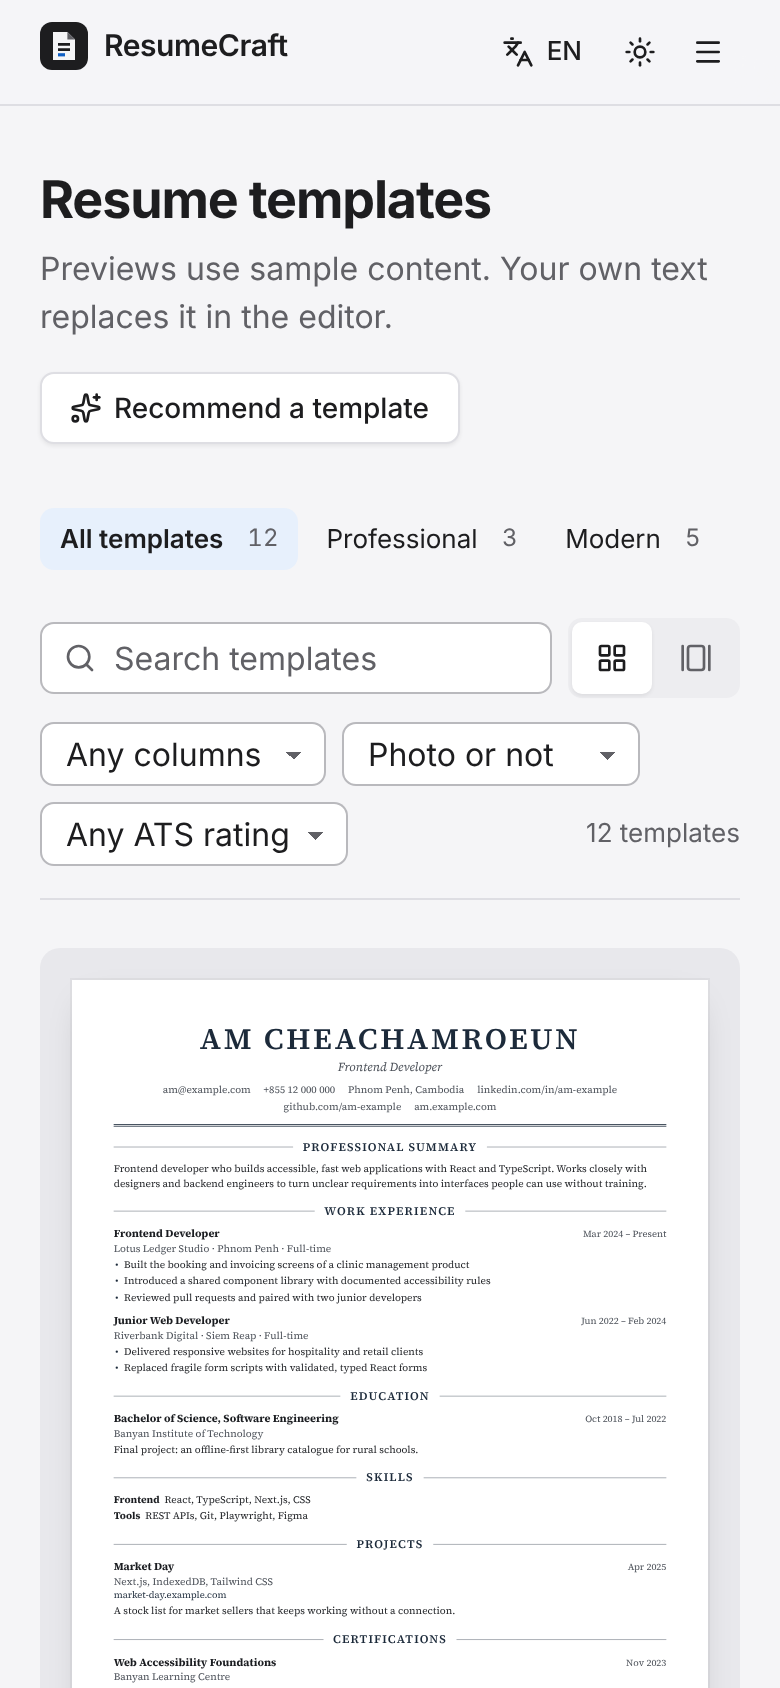 ResumeCraft
EN
Resume templates
Previews use sample content. Your own text
replaces it in the editor.
Recommend a template
All templates 12 Professional 3 Modern 5
Search templates
Any columns
Photo or not
Any ATS rating
12 templates
AM CHEACHAMROEUN
Frontend Developer
am@example.com +855 12 000 000 Phnom Penh, Cambodia linkedin.com/in/am-example
github.com/am-example am.example.com
PROFESSIONAL SUMMARY
Frontend developer who builds accessible, fast web applications with React and TypeScript. Works closely with
designers and backend engineers to turn unclear requirements into interfaces people can use without training.
WORK EXPERIENCE
Frontend Developer Mar 2024 – Present
Lotus Ledger Studio · Phnom Penh · Full-time
• Built the booking and invoicing screens of a clinic management product
• Introduced a shared component library with documented accessibility rules
• Reviewed pull requests and paired with two junior developers
Junior Web Developer Jun 2022 – Feb 2024
Riverbank Digital · Siem Reap · Full-time
• Delivered responsive websites for hospitality and retail clients
• Replaced fragile form scripts with validated, typed React forms
EDUCATION
Bachelor of Science, Software Engineering Oct 2018 – Jul 2022
Banyan Institute of Technology
Final project: an offline-first library catalogue for rural schools.
SKILLS
Frontend React, TypeScript, Next.js, CSS
Tools REST APIs, Git, Playwright, Figma
PROJECTS
Market Day Apr 2025
Next.js, IndexedDB, Tailwind CSS
market-day.example.com
A stock list for market sellers that keeps working without a connection.
CERTIFICATIONS
Web Accessibility Foundations Nov 2023
Banyan Learning Centre